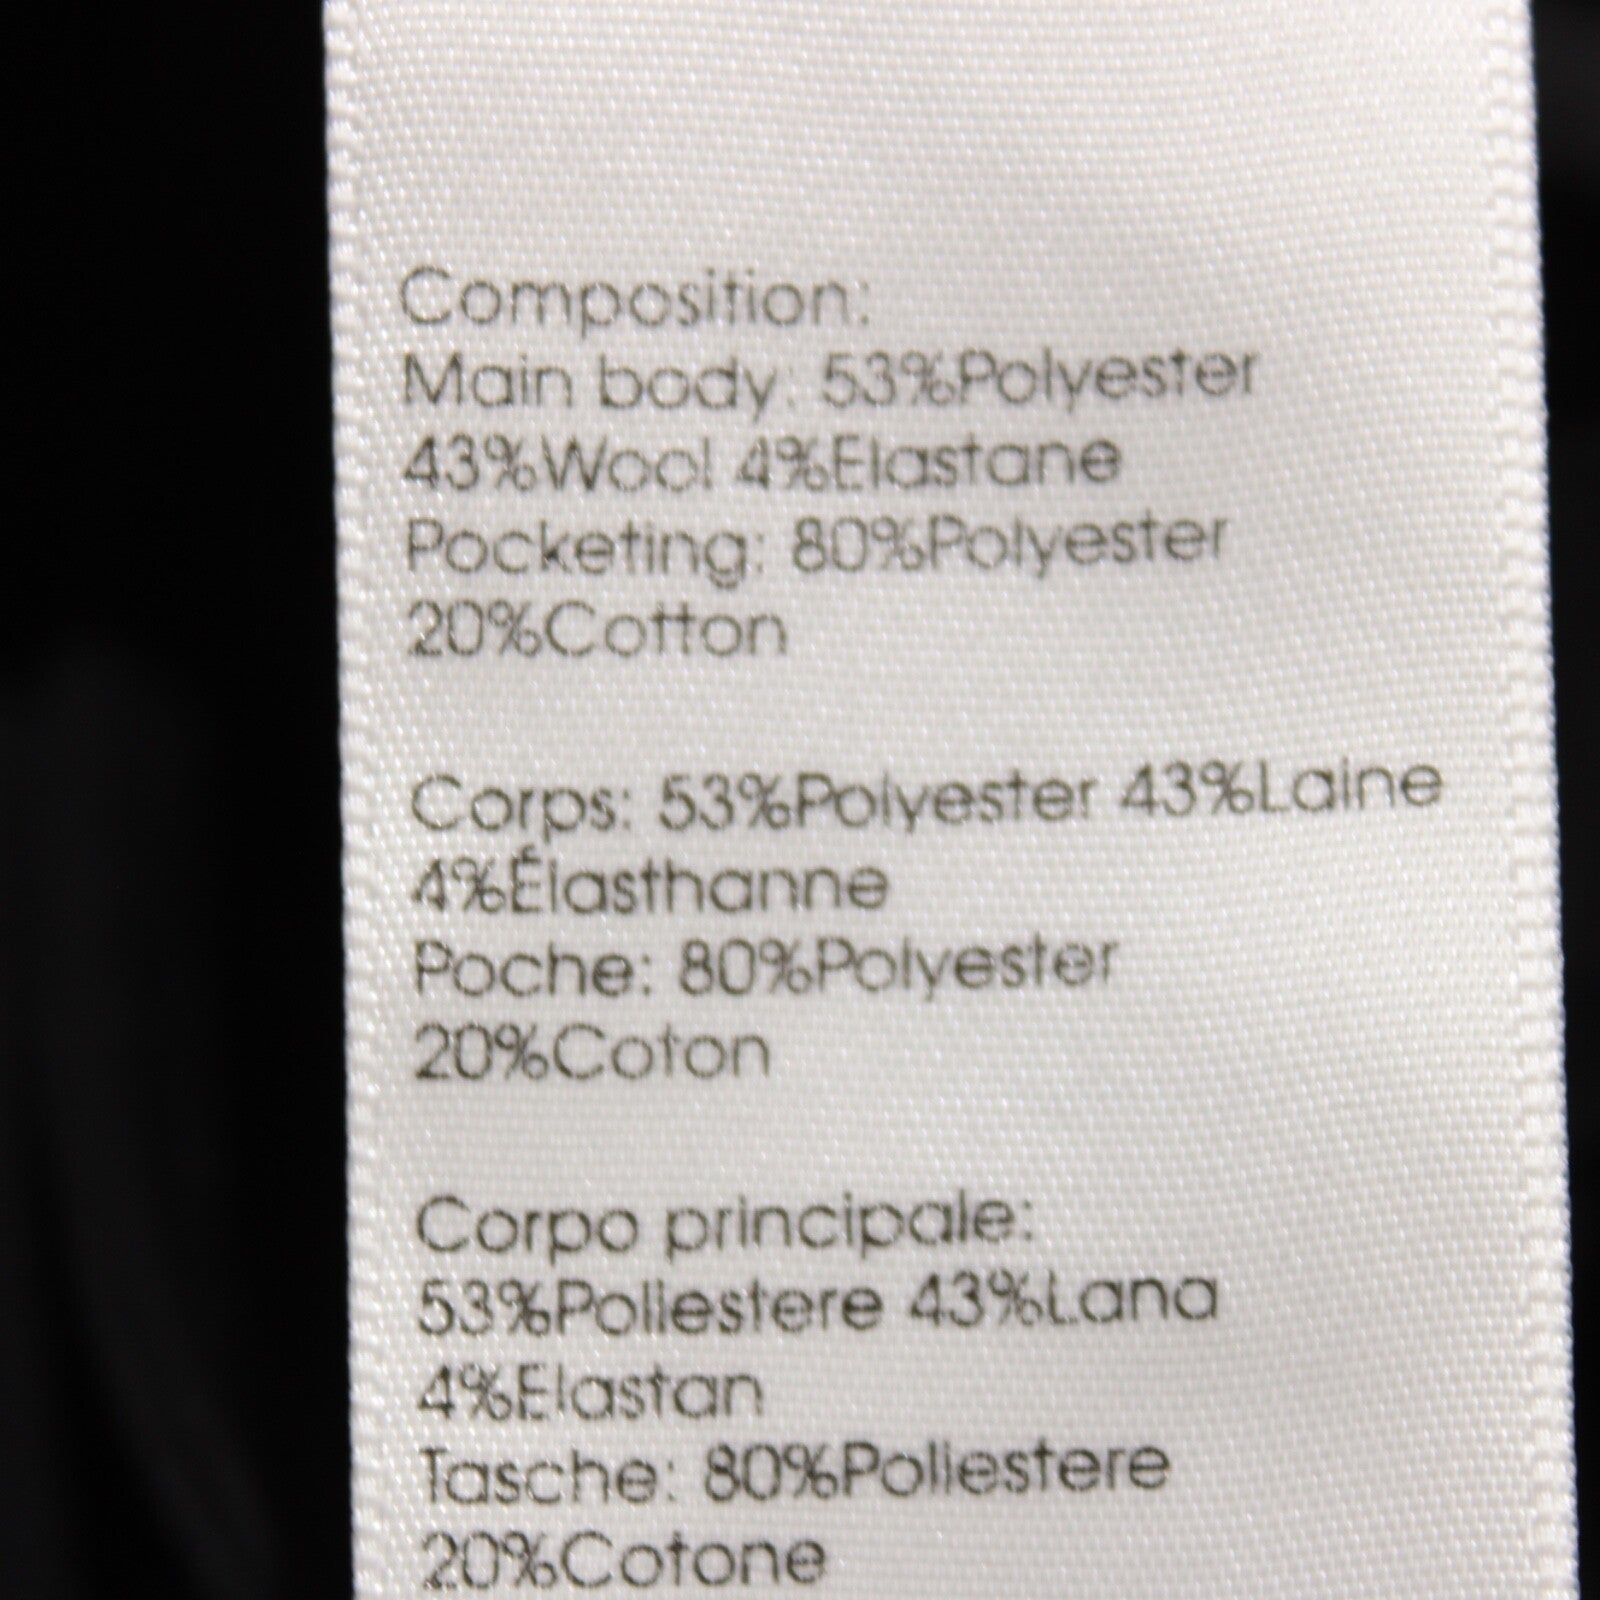 Composition:
Main body: 53%Polyester
43%Wool 4%Elastane
Pocketing: 80%Polyester
20%Cotton
Corps: 53%Polyester 43%Laine
4%Élasthanne
Poche: 80%Polyester
20%Coton
Corpo principale:
53%Poliestere 43%Lana
4%Elastan
Tasche: 80%Poliestere
20%Cotone